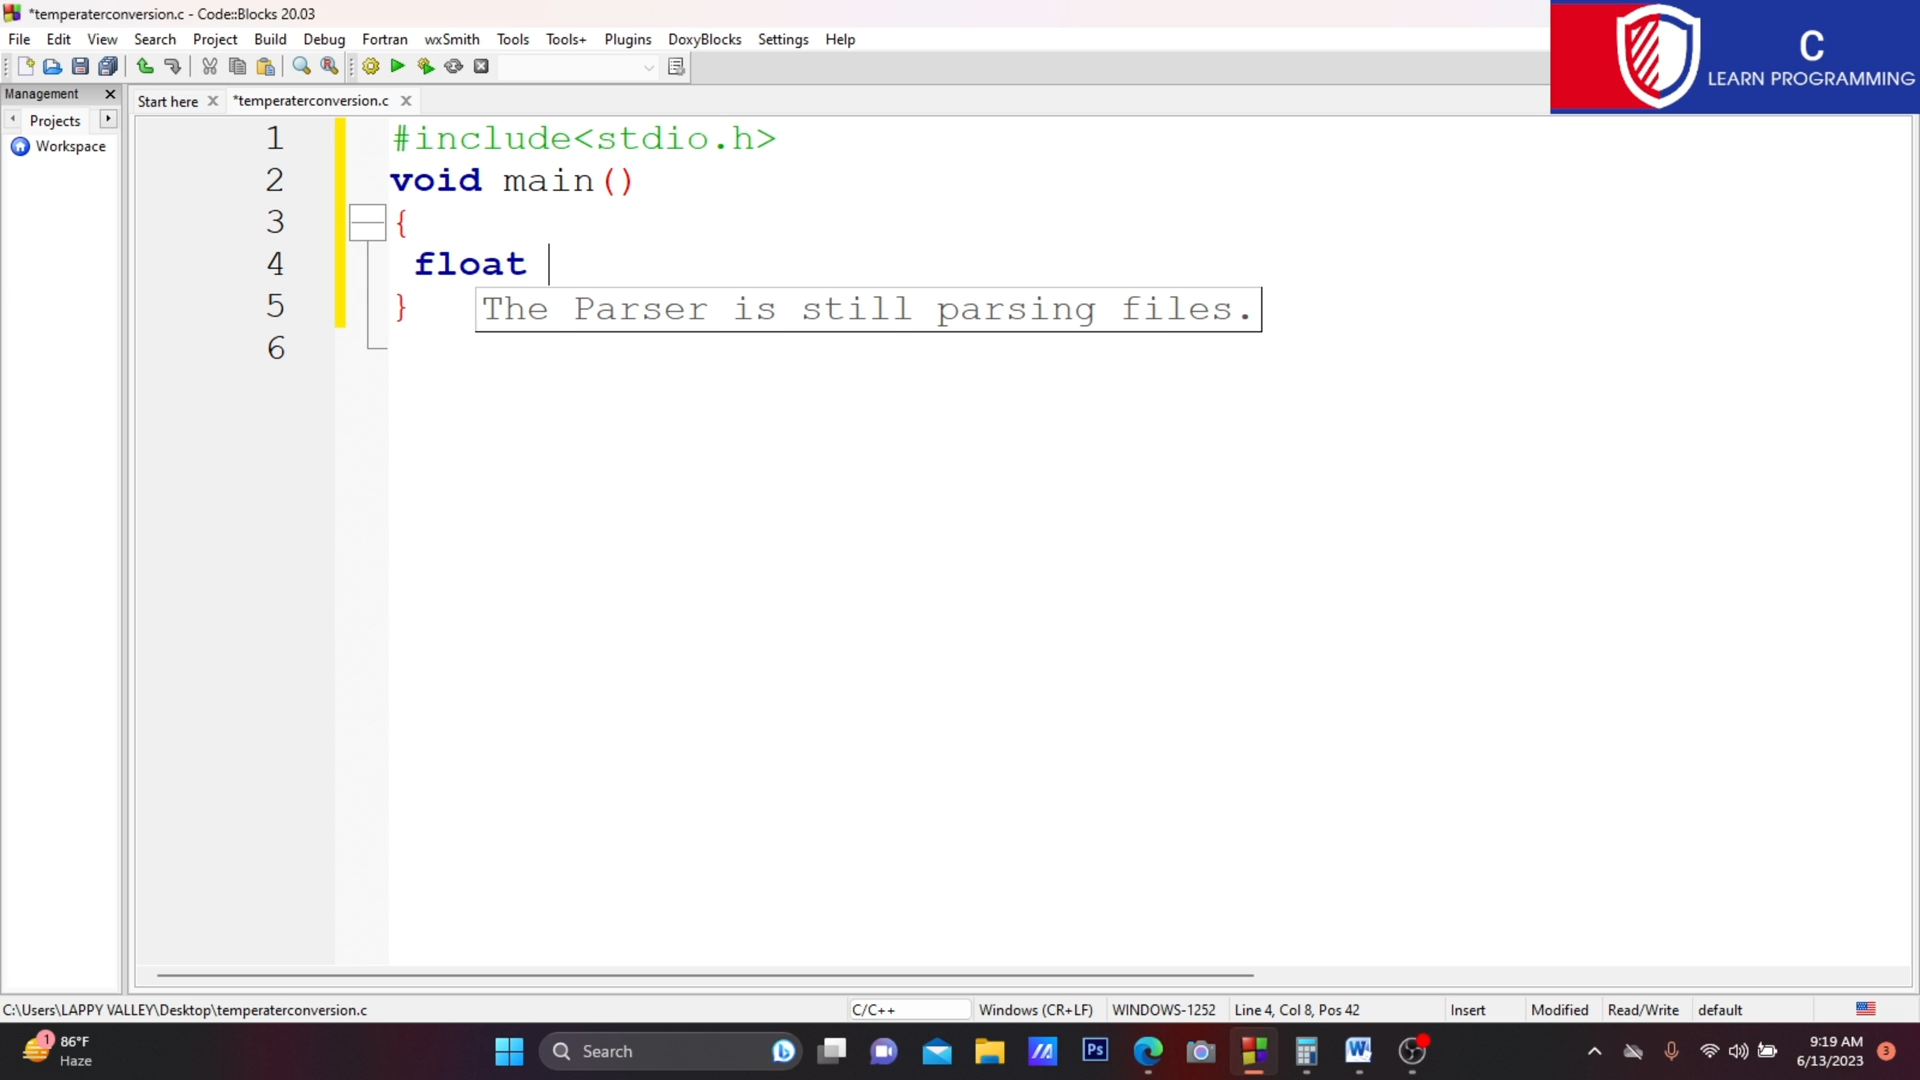 *temperaterconversion.c - Code::Blocks 20.03
File Edit View Search Project Build Debug Fortran wxSmith Tools Tools+ Plugins DoxyBlocks Settings Help
C
LEARN PROGRAMMING
Management
Start here
*temperaterconversion.c
Projects
Workspace
1 #include<stdio.h>
2 void main()
3 {
4 float
5 }
The Parser is still parsing files.
6
C:\Users\LAPPY VALLEY\Desktop\temperaterconversion.c C/C++ Windows (CR+LF) WINDOWS-1252 Line 4, Col 8, Pos 42 Insert Modified Read/Write default
1
86°F
Haze
Search
Ps
W
9:19 AM
6/13/2023
3